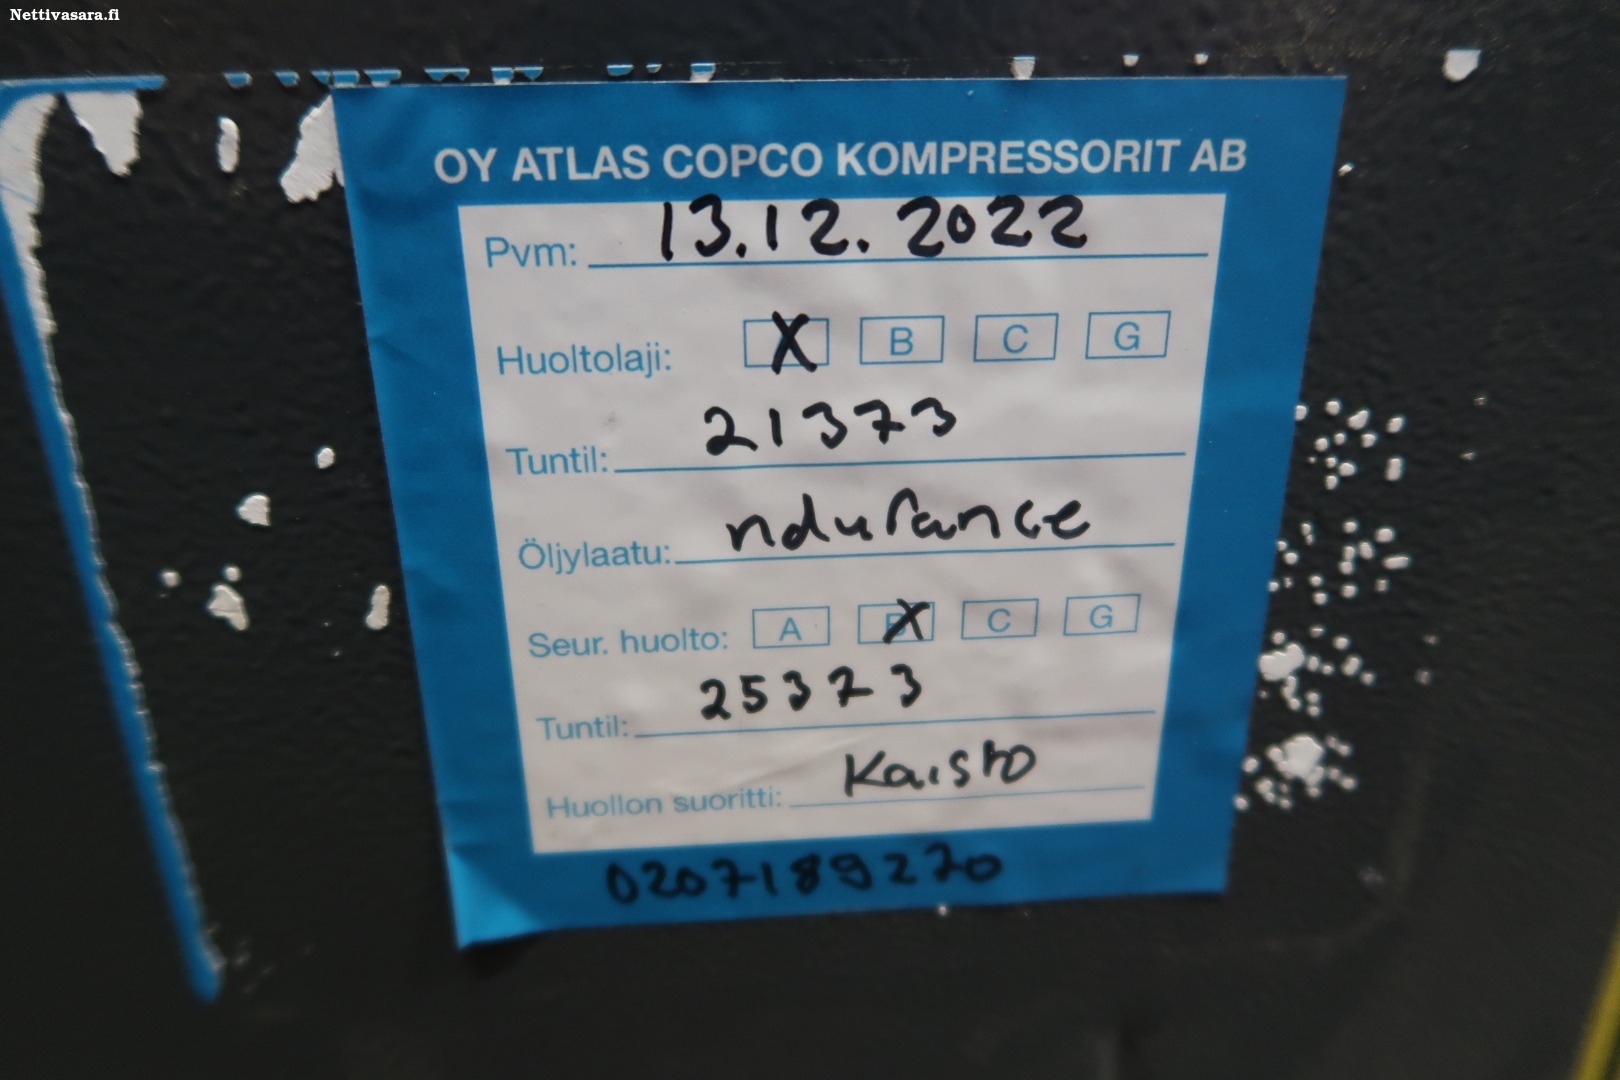 Nettivasara.fi
OY ATLAS COPCO KOMPRESSORIT AB
Pvm: 13.12.2022
Huoltolaji: X B C G
Tuntil: 21373
Öljylaatu: ndurance
Seur. huolto: A B X C G
Tuntil: 25373
Huollon suoritti: Kaisto
0207189270